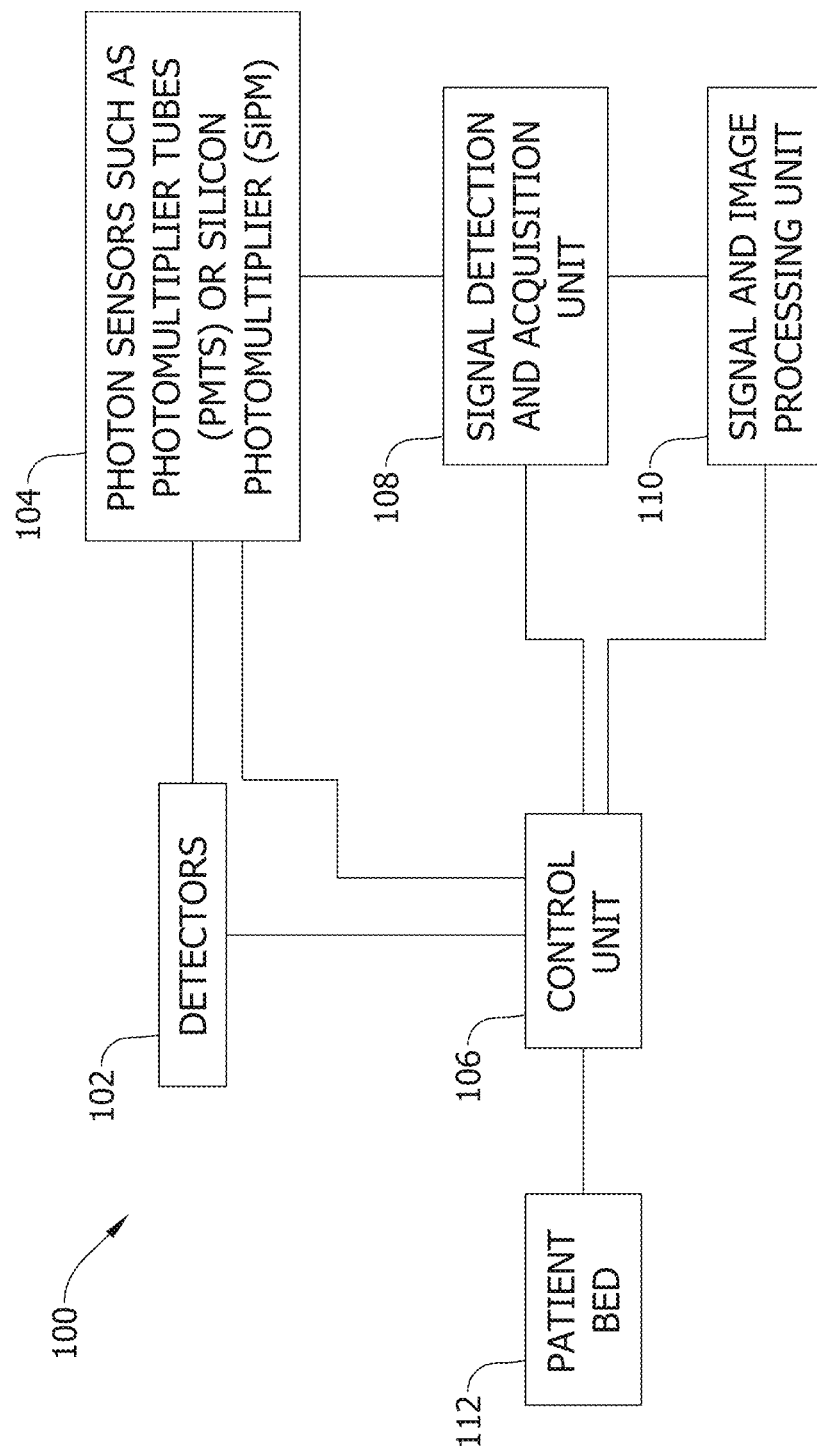 100
102
DETECTORS
104
PHOTON SENSORS SUCH AS
PHOTOMULTIPLIER TUBES
(PMTS) OR SILICON
PHOTOMULTIPLIER (SiPM)
112
PATIENT
BED
106
CONTROL
UNIT
108
SIGNAL DETECTION
AND ACQUISITION
UNIT
110
SIGNAL AND IMAGE
PROCESSING UNIT